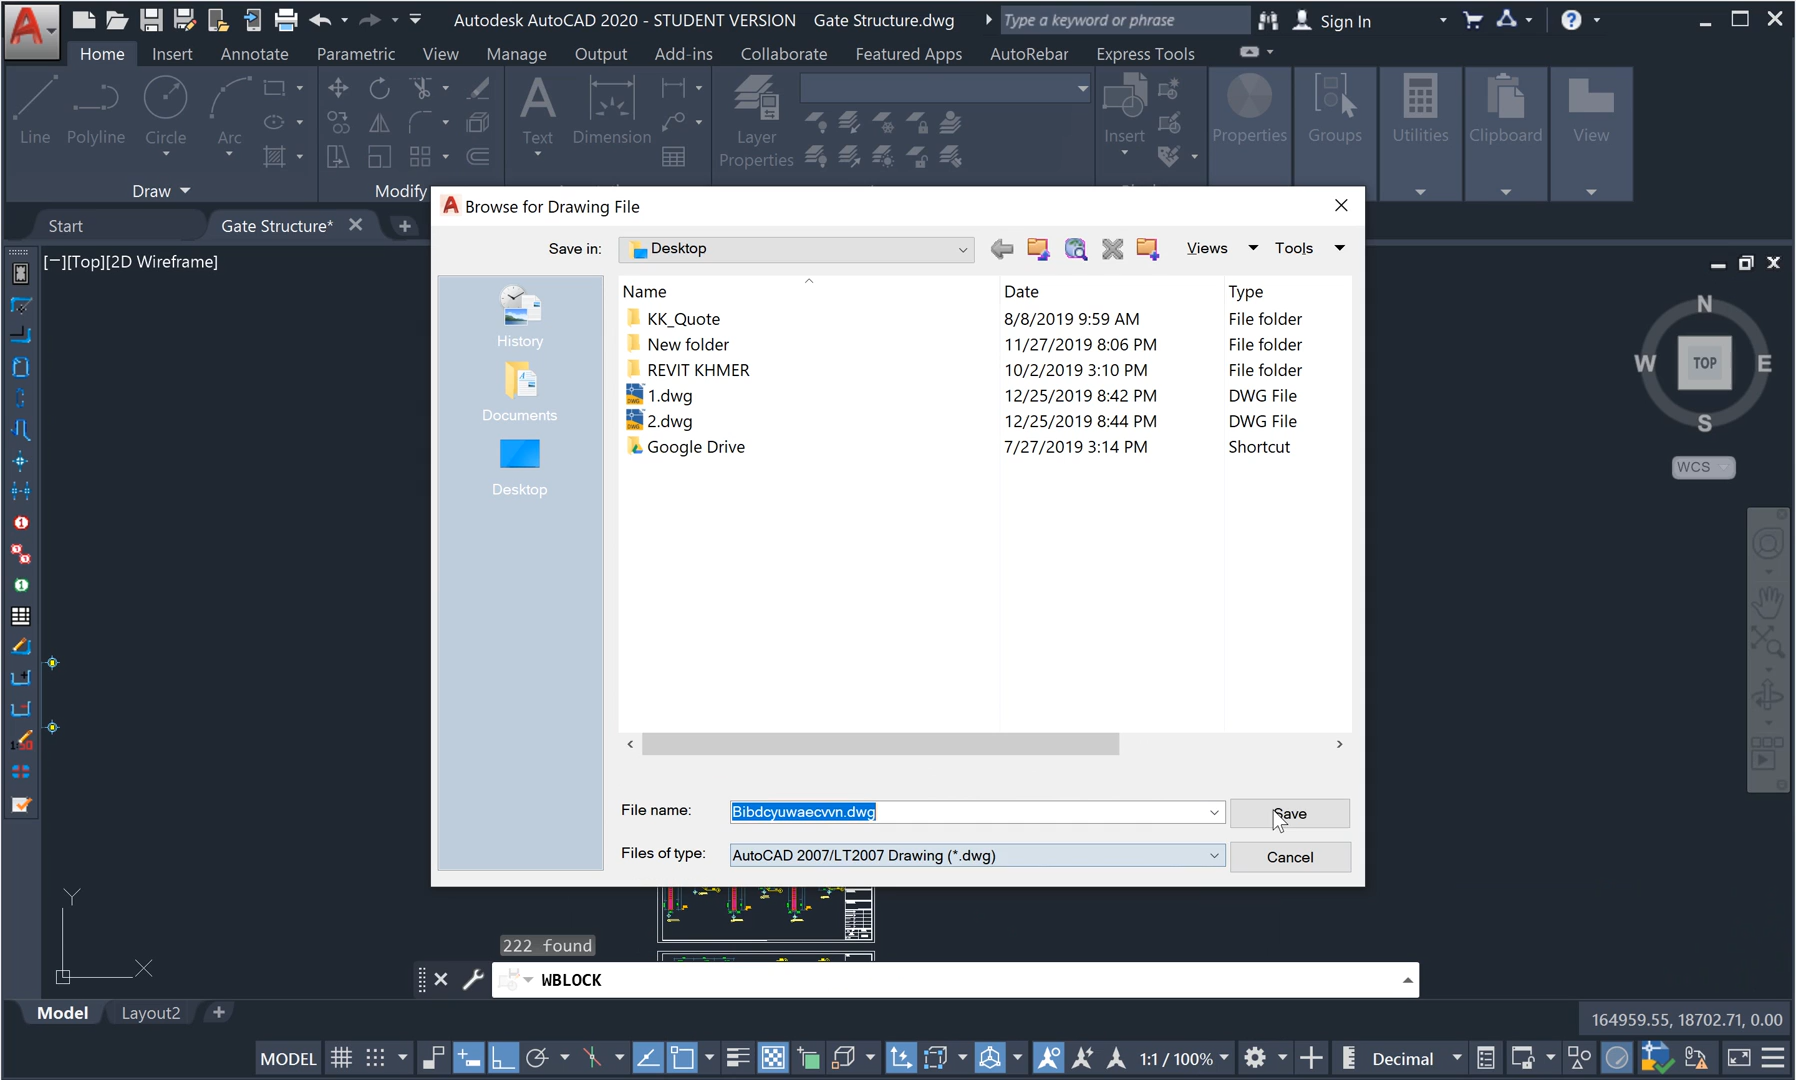 Autodesk AutoCAD 2020 - STUDENT VERSION Gate Structure.dwg Type a keyword or phrase Sign In
Home Insert Annotate Parametric View Manage Output Add-ins Collaborate Featured Apps AutoRebar Express Tools
Line Polyline Circle Arc Text Dimension Layer Properties Insert Properties Groups Utilities Clipboard View
Draw Modify
Start Gate Structure*
[−][Top][2D Wireframe]
Browse for Drawing File
Save in: Desktop Views Tools
Name Date Type
KK_Quote 8/8/2019 9:59 AM File folder
New folder 11/27/2019 8:06 PM File folder
REVIT KHMER 10/2/2019 3:10 PM File folder
1.dwg 12/25/2019 8:42 PM DWG File
2.dwg 12/25/2019 8:44 PM DWG File
Google Drive 7/27/2019 3:14 PM Shortcut
History
Documents
Desktop
File name: Bibdcyuwaecvvn.dwg Save
Files of type: AutoCAD 2007/LT2007 Drawing (*.dwg) Cancel
N
W TOP E
S
WCS
Y
X
222 found
WBLOCK
Model Layout2
164959.55, 18702.71, 0.00
MODEL 1:1 / 100% Decimal